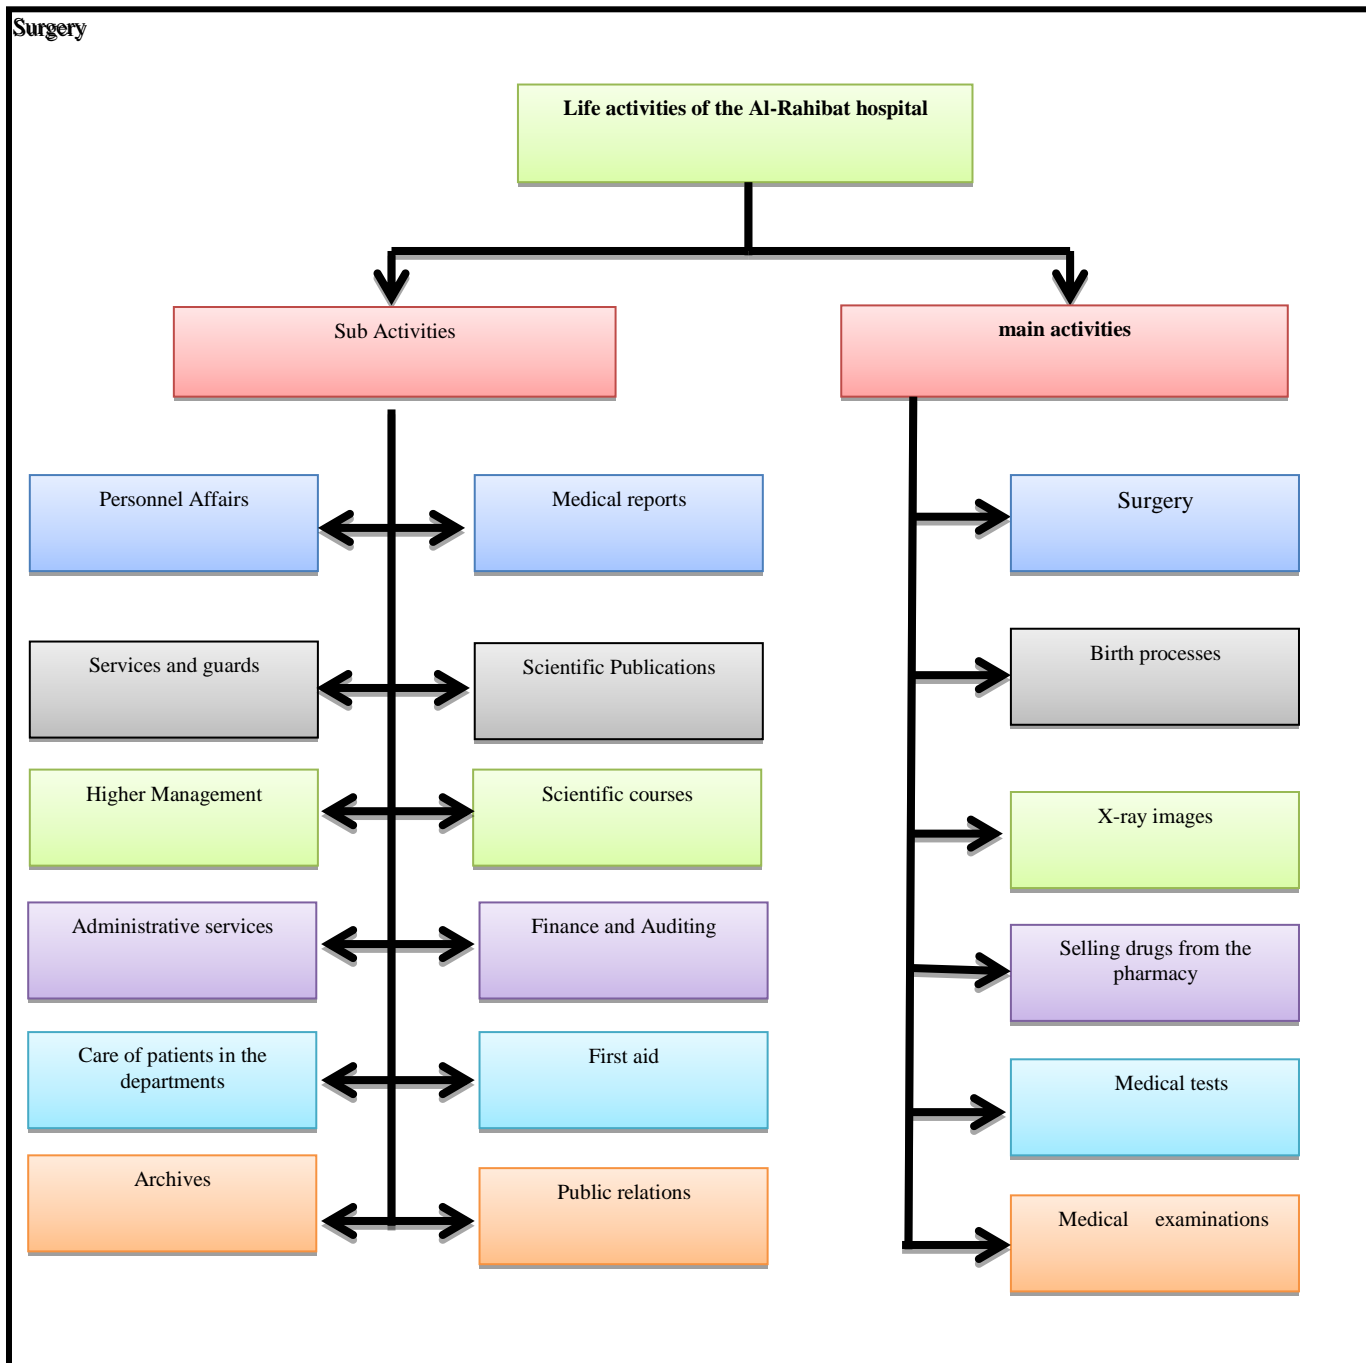 Surgery
Life activities of the Al-Rahibat hospital
Sub Activities
main activities
Personnel Affairs
Medical reports
Surgery
Services and guards
Scientific Publications
Birth processes
Higher Management
Scientific courses
X-ray images
Administrative services
Finance and Auditing
Selling drugs from the
pharmacy
Care of patients in the
departments
First aid
Medical tests
Archives
Public relations
Medical examinations